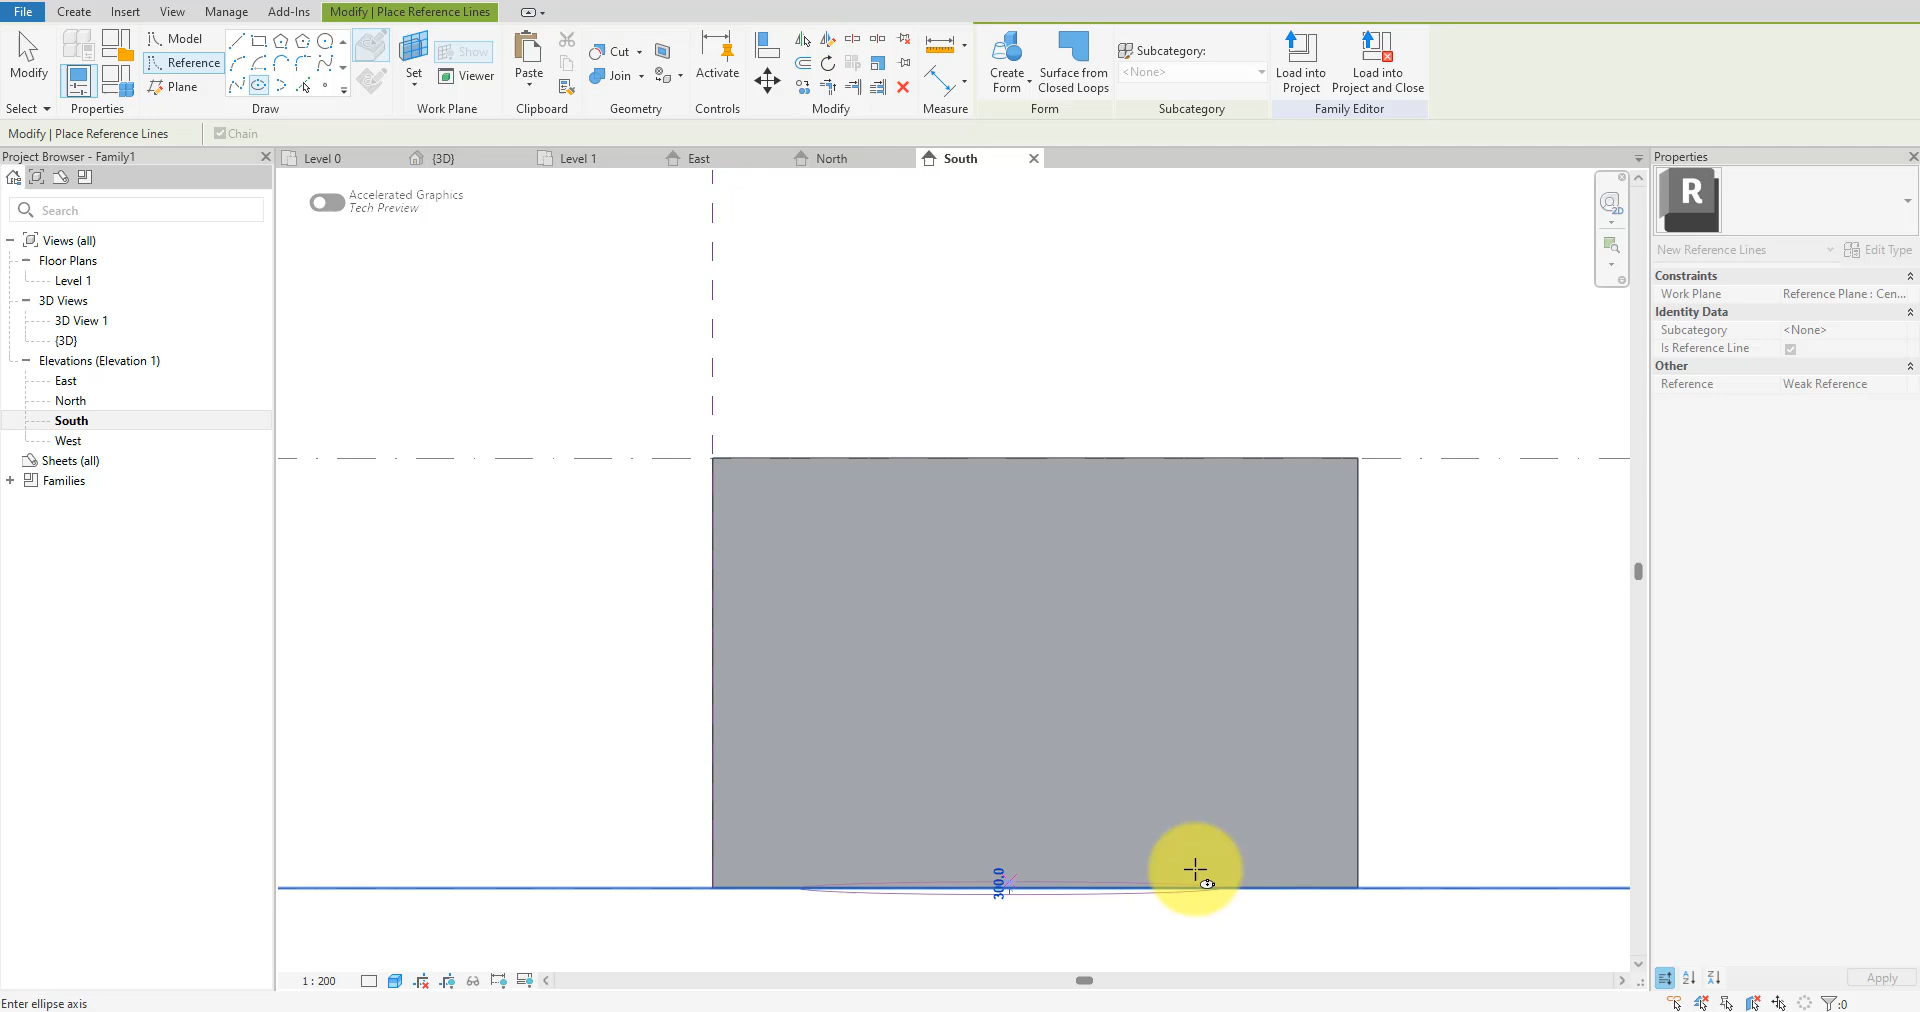 File Create Insert View Manage Add-Ins Modify | Place Reference Lines
Model
Reference
Plane
Modify
Select
Properties
Draw
Set
Show
Viewer
Work Plane
Paste
Clipboard
Cut
Join
Geometry
Activate
Controls
Modify
Measure
Create Form
Surface from Closed Loops
Form
Subcategory:
<None>
Subcategory
Load into Project
Load into Project and Close
Family Editor
Modify | Place Reference Lines
Chain
Project Browser - Family1
Search
Views (all)
Floor Plans
Level 1
3D Views
3D View 1
{3D}
Elevations (Elevation 1)
East
North
South
West
Sheets (all)
Families
Level 0 {3D} Level 1 East North South
Accelerated Graphics
Tech Preview
2D
300.0
1 : 200
Properties
R
New Reference Lines
Edit Type
Constraints
Work Plane Reference Plane : Cen...
Identity Data
Subcategory <None>
Is Reference Line
Other
Reference Weak Reference
Apply
Enter ellipse axis
:0